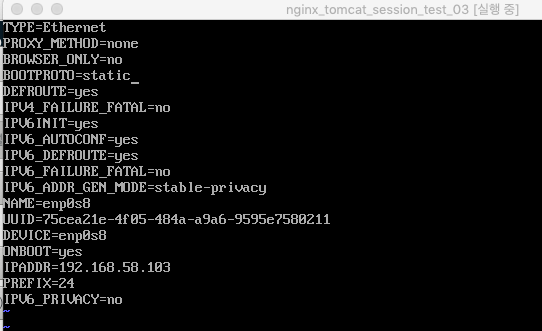 nginx_tomcat_session_test_03 [실행 중]
TYPE=Ethernet
PROXY_METHOD=none
BROWSER_ONLY=no
BOOTPROTO=static_
DEFROUTE=yes
IPV4_FAILURE_FATAL=no
IPV6INIT=yes
IPV6_AUTOCONF=yes
IPV6_DEFROUTE=yes
IPV6_FAILURE_FATAL=no
IPV6_ADDR_GEN_MODE=stable-privacy
NAME=enp0s8
UUID=75cea21e-4f05-484a-a9a6-9595e7580211
DEVICE=enp0s8
ONBOOT=yes
IPADDR=192.168.58.103
PREFIX=24
IPV6_PRIVACY=no
~
~